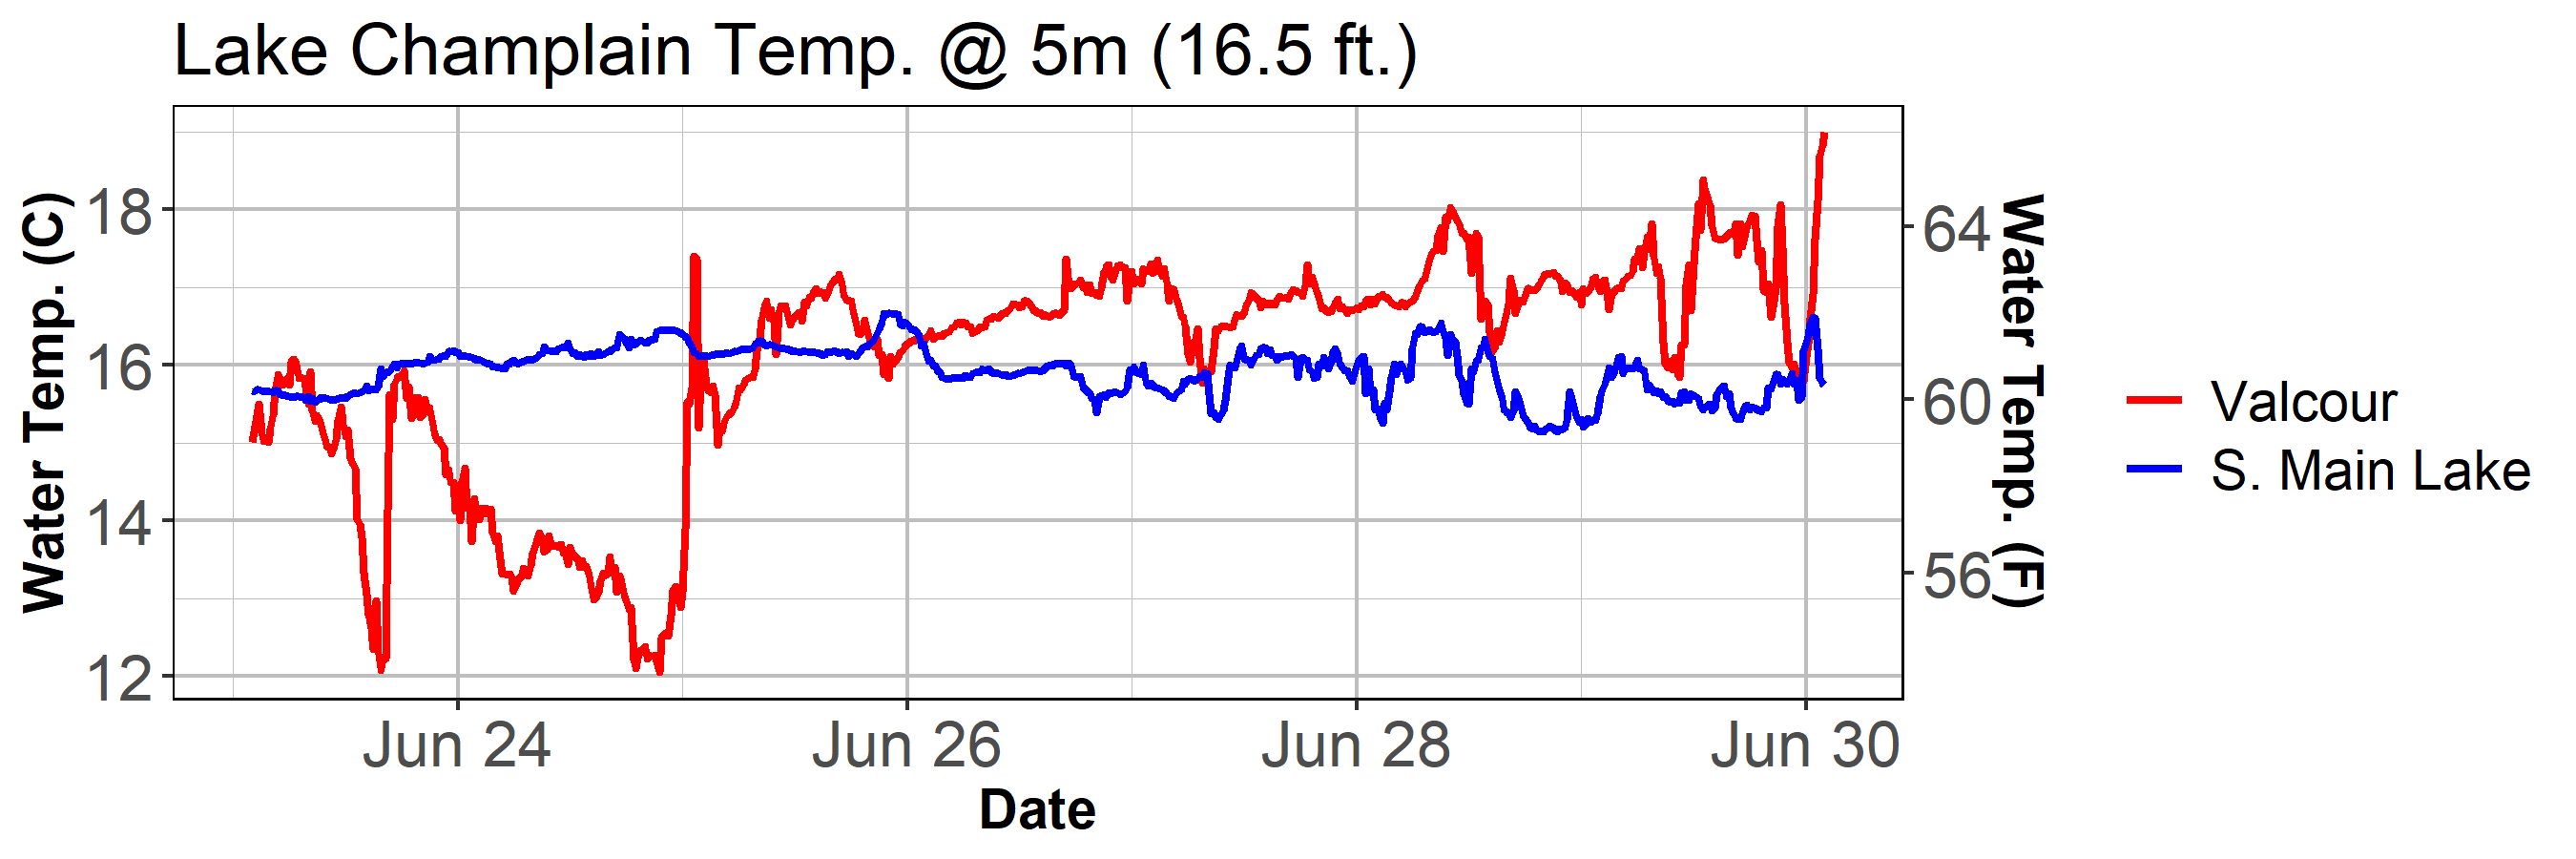 Lake Champlain Temp. @ 5m (16.5 ft.)
Water Temp. (C)
18
16
14
12
64
60
56
Water Temp. (F)
Jun 24
Jun 26
Jun 28
Jun 30
Date
Valcour
S. Main Lake